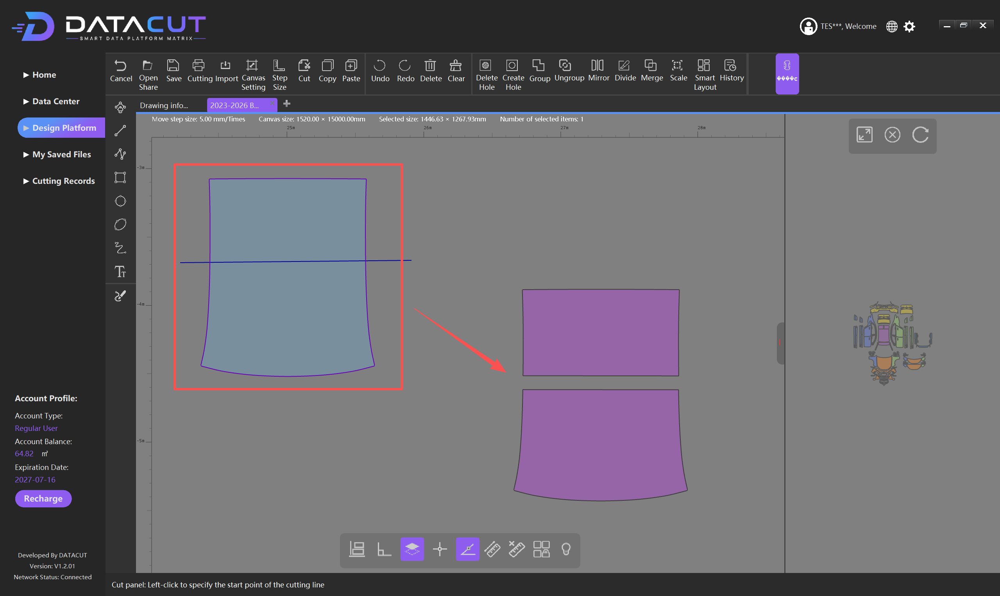 DATACUT
SMART DATA PLATFORM MATRIX
TES***, Welcome
Home
Data Center
Design Platform
My Saved Files
Cutting Records
Cancel
Open Share
Save
Cutting
Import
Canvas Setting
Step Size
Cut
Copy
Paste
Undo
Redo
Delete
Clear
Delete Hole
Create Hole
Group
Ungroup
Mirror
Divide
Merge
Scale
Smart Layout
History
����c
Drawing info...
2023-2026 B...
Move step size: 5.00 mm/Times
Canvas size: 1520.00 × 15000.00mm
Selected size: 1446.63 × 1267.93mm
Number of selected items: 1
25m
26m
27m
28m
-3m
-4m
-5m
Account Profile:
Account Type:
Regular User
Account Balance:
64.82 ㎡
Expiration Date:
2027-07-16
Recharge
Developed By DATACUT
Version: V1.2.01
Network Status: Connected
Cut panel: Left-click to specify the start point of the cutting line